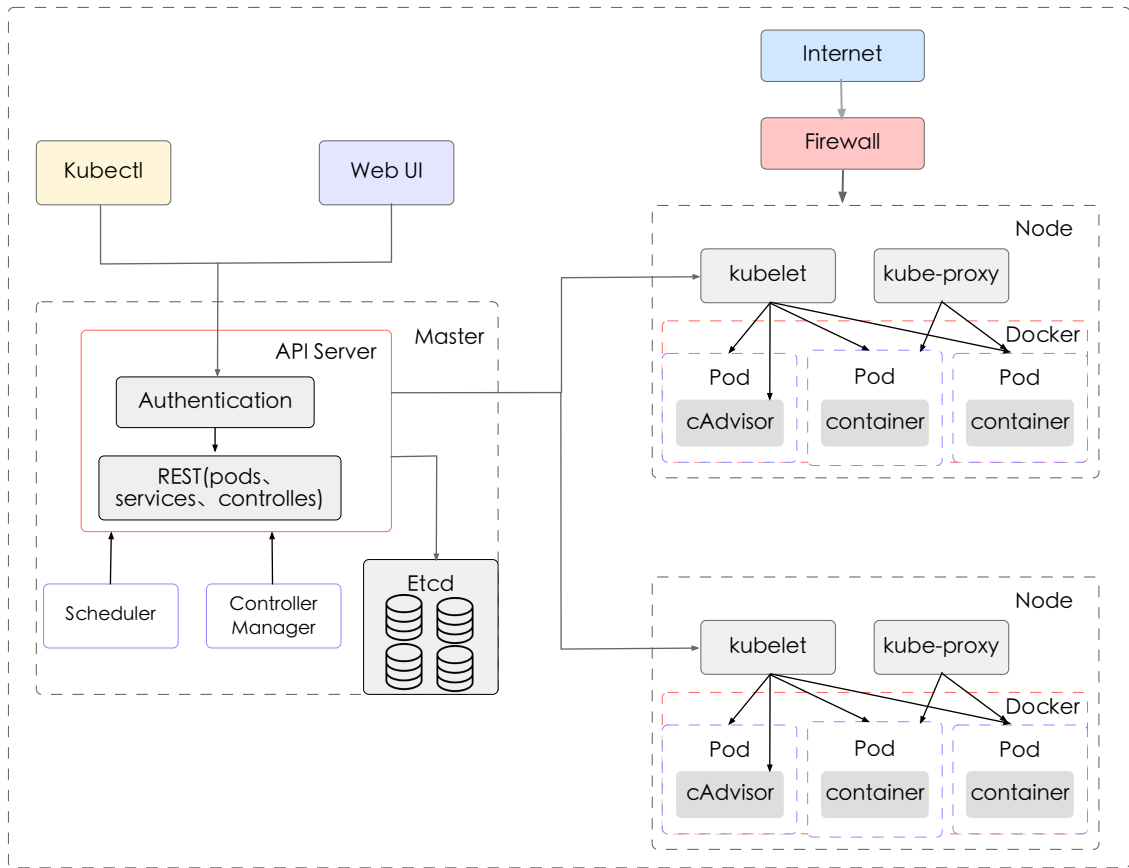 Internet
Firewall
Kubectl
Web UI
Node
kubelet
kube-proxy
Docker
Pod
Pod
Pod
cAdvisor
container
container
Master
API Server
Authentication
REST(pods、
services、controlles)
Scheduler
Controller
Manager
Etcd
Node
kubelet
kube-proxy
Docker
Pod
Pod
Pod
cAdvisor
container
container